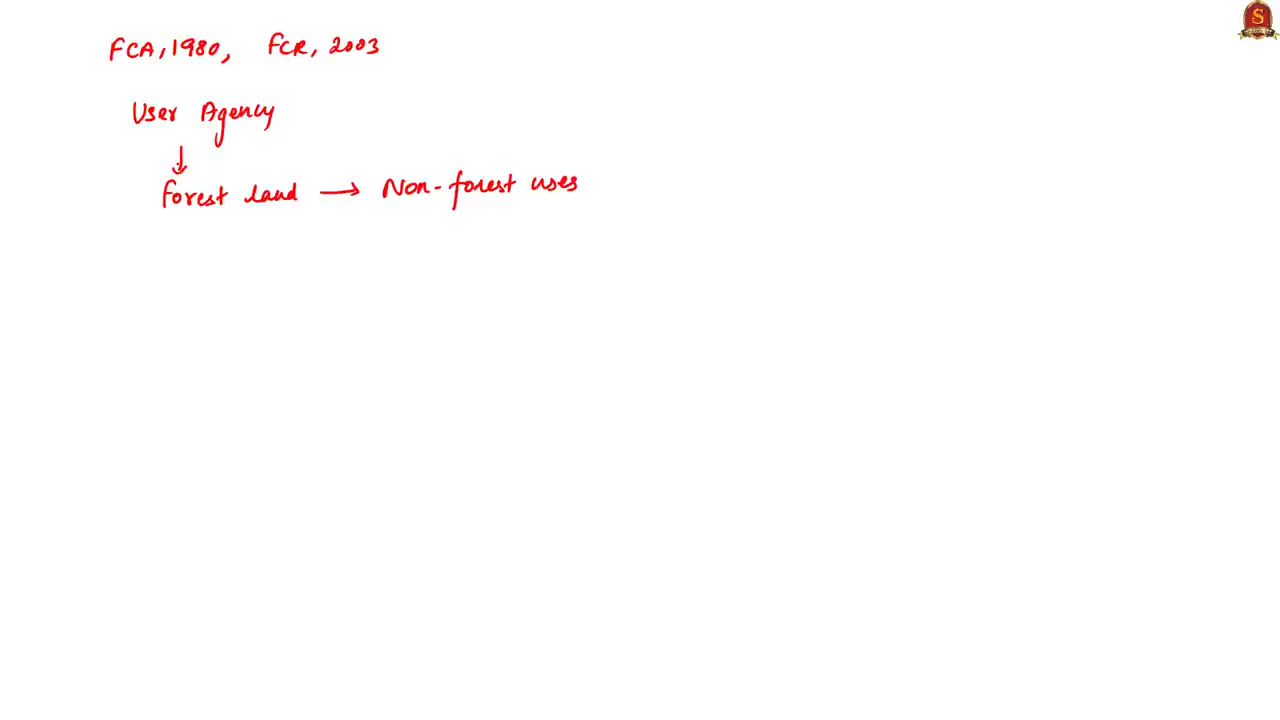 FCA, 1980, FCR, 2003
User Agency
↓
Forest land → Non-forest uses
S